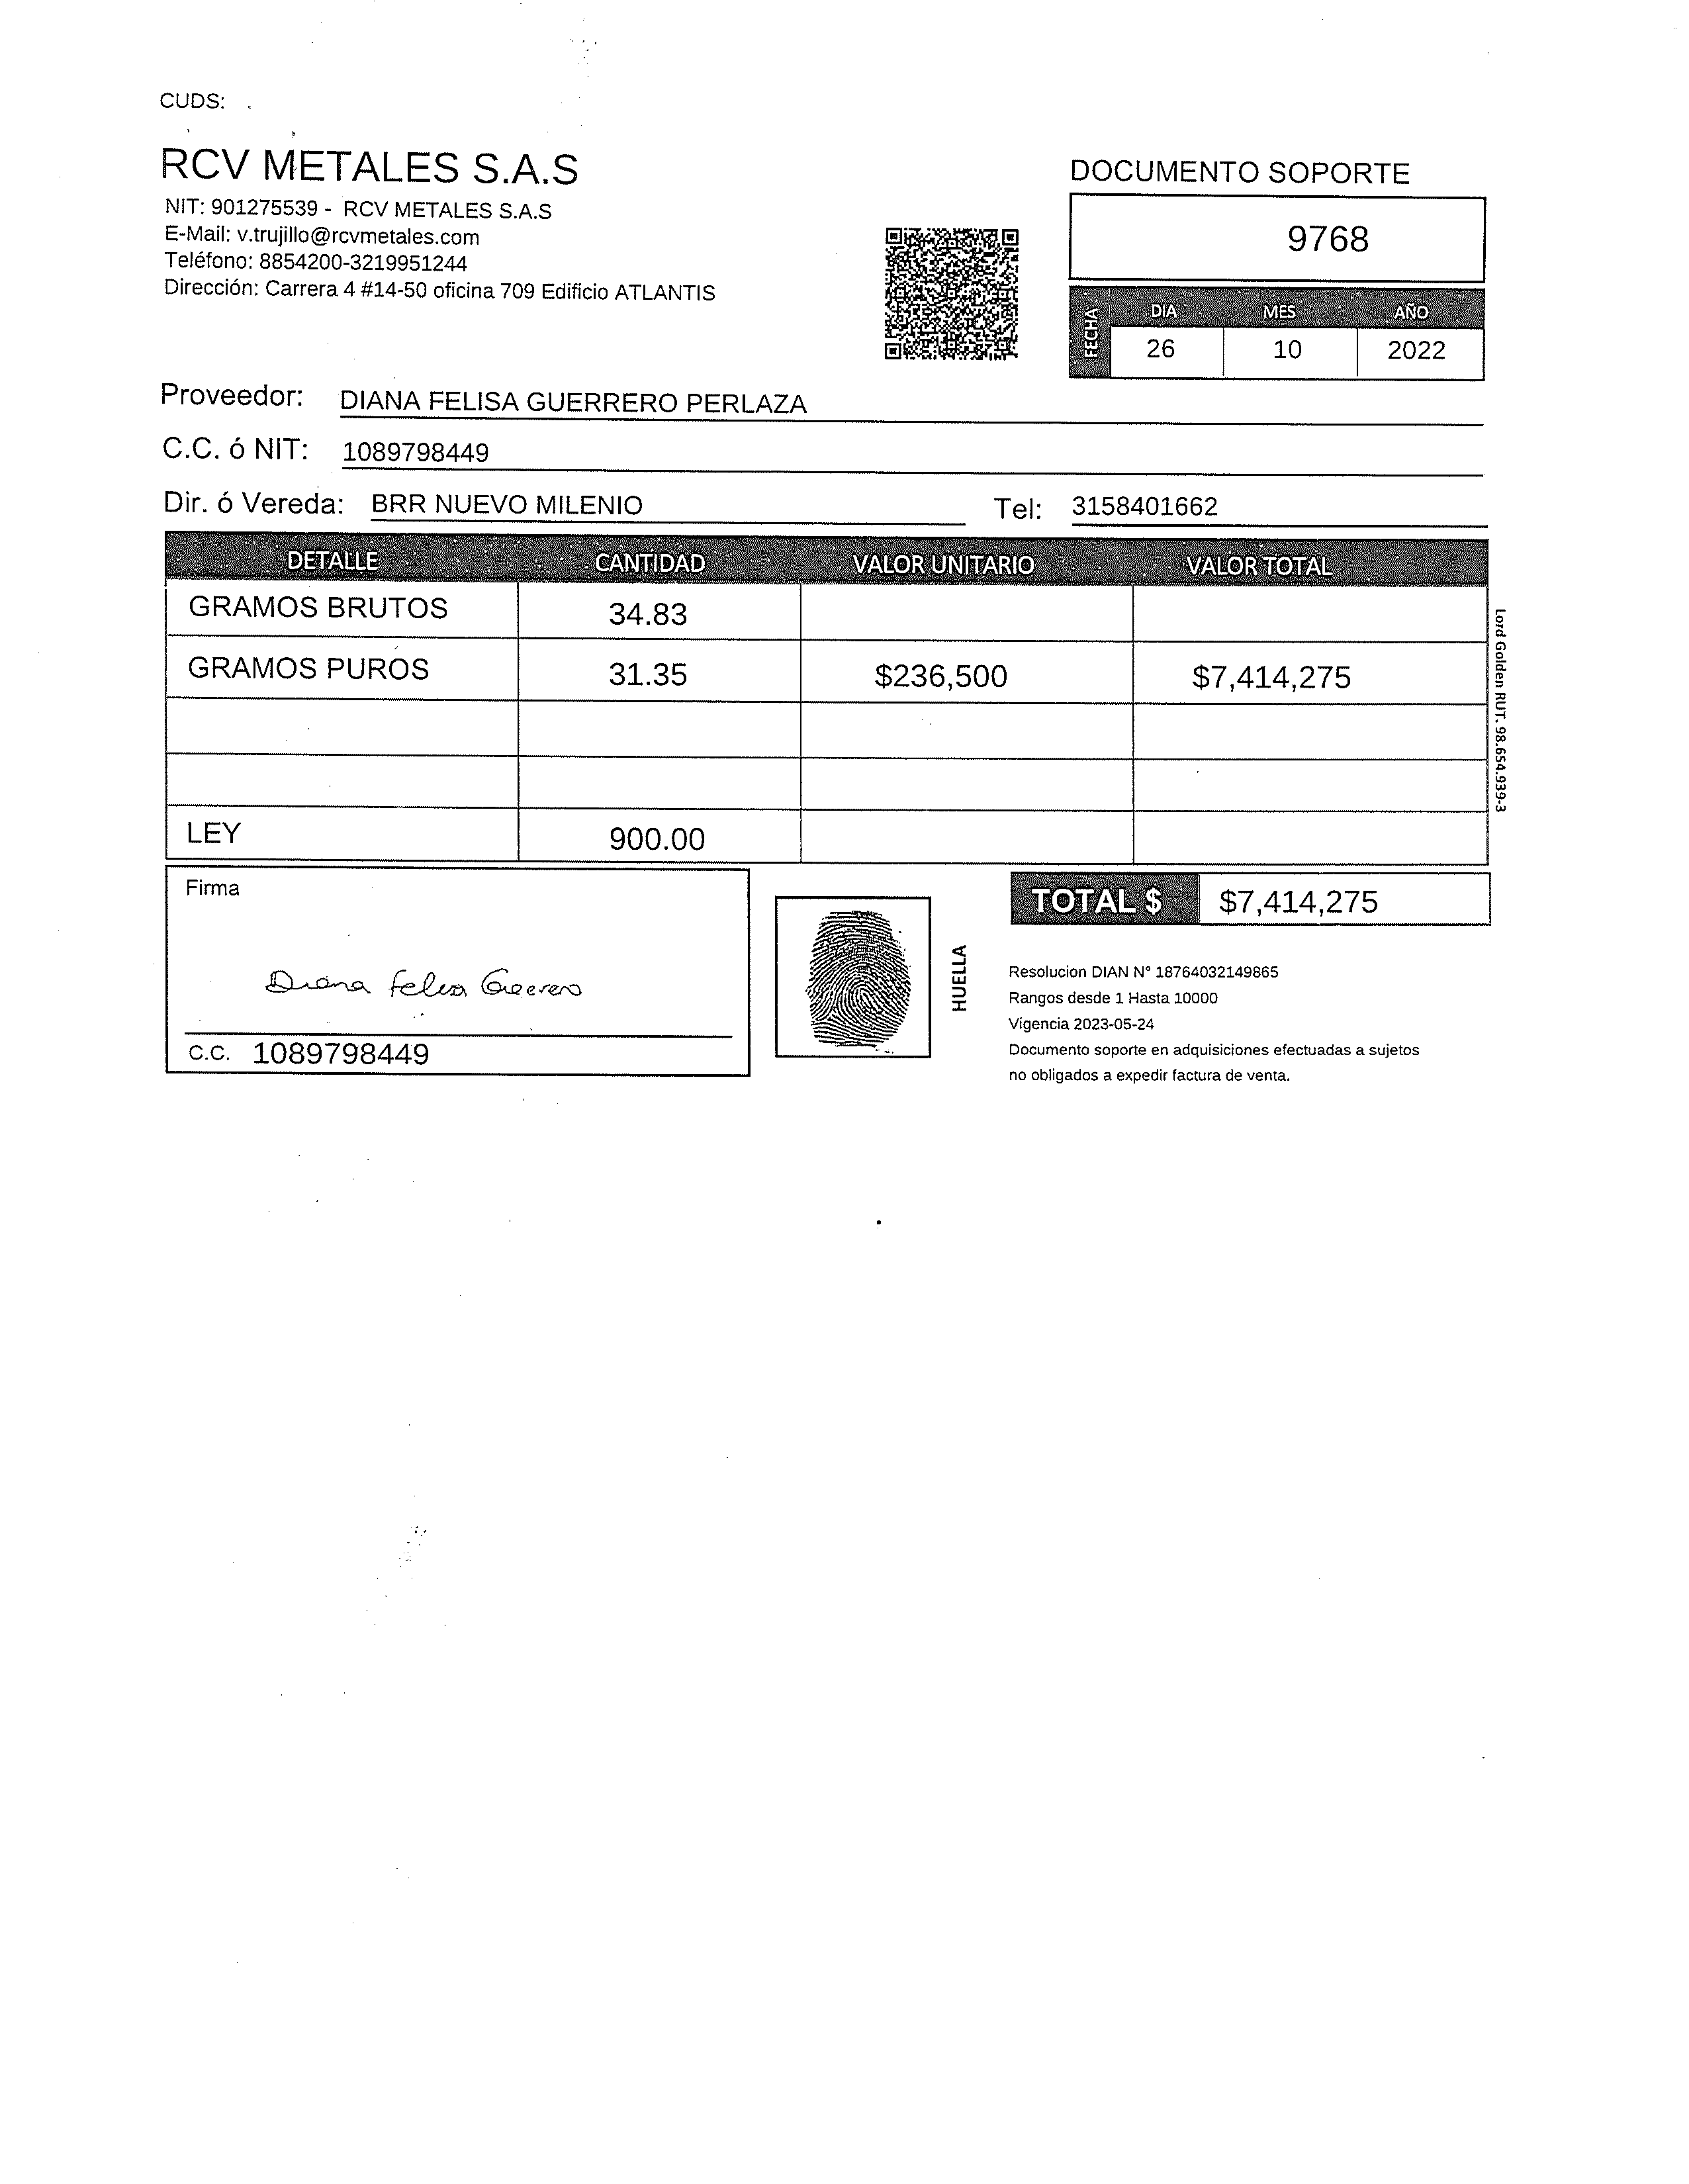 CUDS:
RCV METALES S.A.S
NIT: 901275539 - RCV METALES S.A.S
E-Mail: v.trujillo@rcvmetales.com
Teléfono: 8854200-3219951244
Dirección: Carrera 4 #14-50 oficina 709 Edificio ATLANTIS
DOCUMENTO SOPORTE
9768
FECHA
DIA MES AÑO
26 10 2022
Proveedor: DIANA FELISA GUERRERO PERLAZA
C.C. ó NIT: 1089798449
Dir. ó Vereda: BRR NUEVO MILENIO Tel: 3158401662
DETALLE CANTIDAD VALOR UNITARIO VALOR TOTAL
GRAMOS BRUTOS 34.83
GRAMOS PUROS 31.35 $236,500 $7,414,275
LEY 900.00
Lord Golden RUT. 98.654.939-3
Firma
Diana Felisa Guerrero
C.C. 1089798449
HUELLA
TOTAL $ $7,414,275
Resolucion DIAN N° 18764032149865
Rangos desde 1 Hasta 10000
Vigencia 2023-05-24
Documento soporte en adquisiciones efectuadas a sujetos
no obligados a expedir factura de venta.